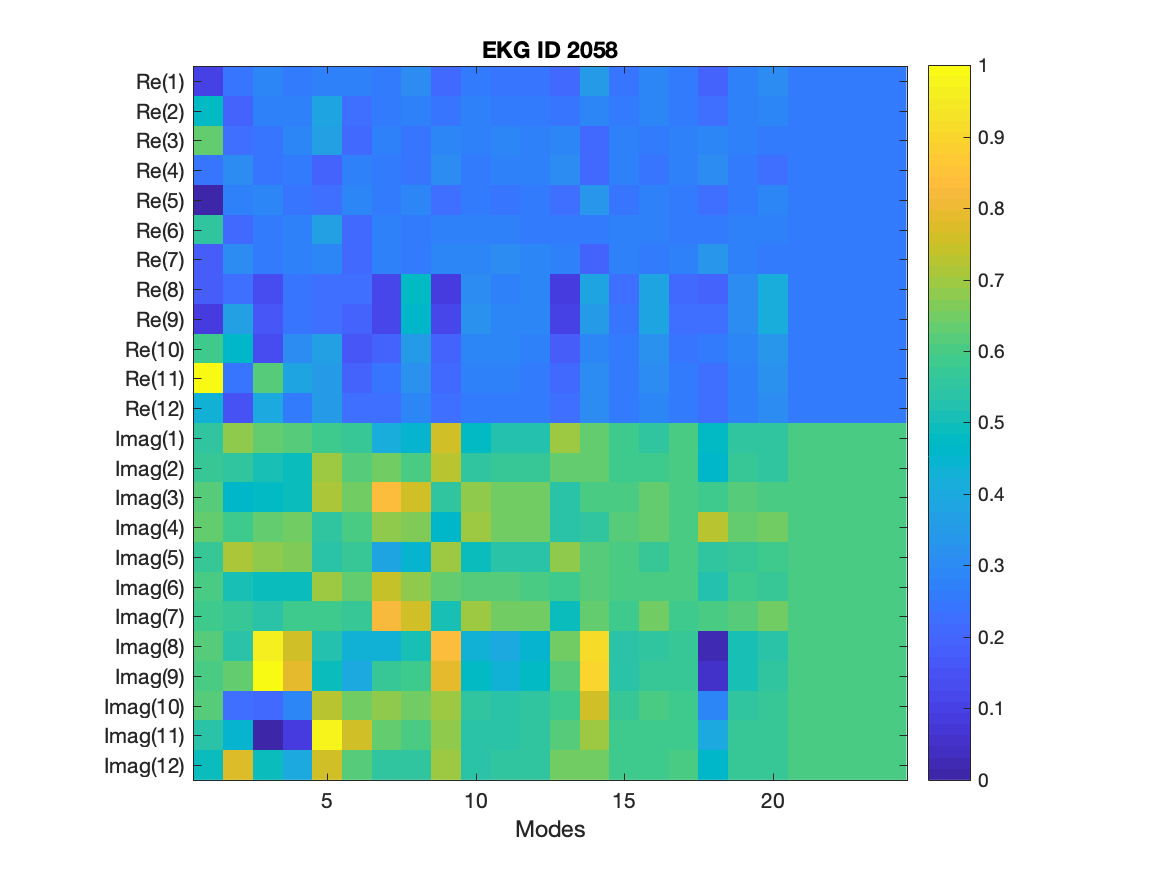 EKG ID 2058
Re(1)
Re(2)
Re(3)
Re(4)
Re(5)
Re(6)
Re(7)
Re(8)
Re(9)
Re(10)
Re(11)
Re(12)
Imag(1)
Imag(2)
Imag(3)
Imag(4)
Imag(5)
Imag(6)
Imag(7)
Imag(8)
Imag(9)
Imag(10)
Imag(11)
Imag(12)
5 10 15 20
Modes
1
0.9
0.8
0.7
0.6
0.5
0.4
0.3
0.2
0.1
0